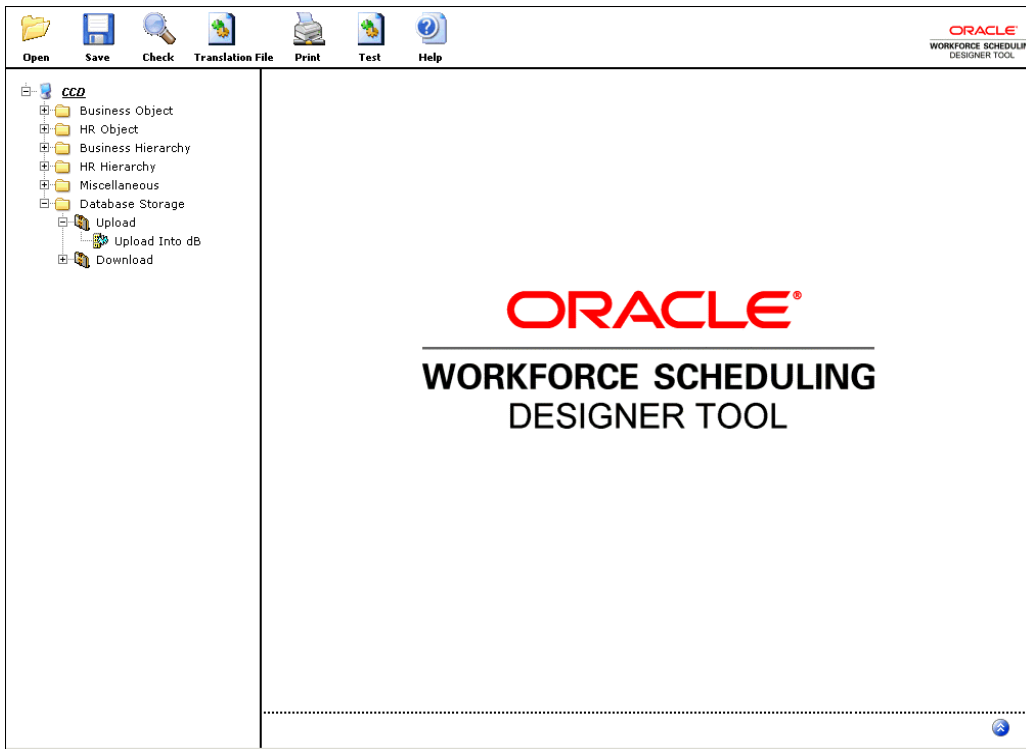 Open Save Check Translation File Print Test Help
ORACLE
WORKFORCE SCHEDULIN
DESIGNER TOOL
CCD
Business Object
HR Object
Business Hierarchy
HR Hierarchy
Miscellaneous
Database Storage
Upload
Upload Into dB
Download
ORACLE®
WORKFORCE SCHEDULING
DESIGNER TOOL